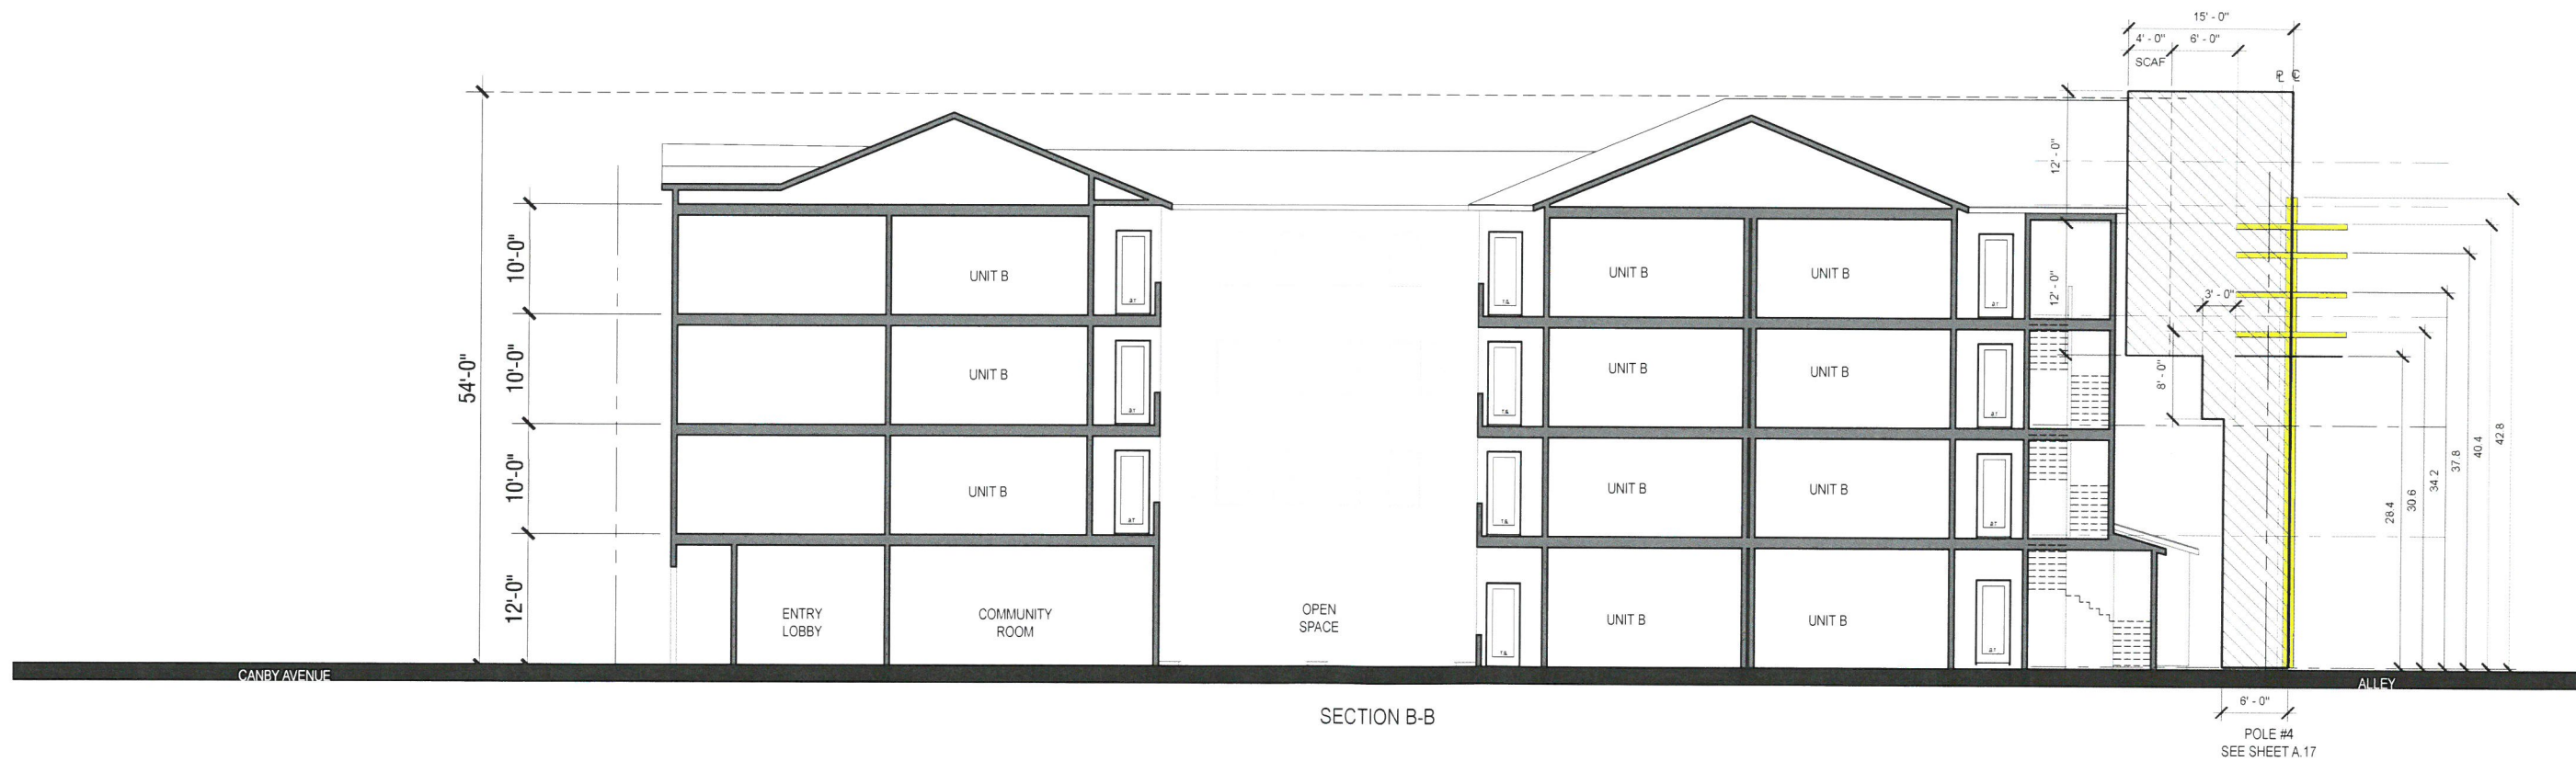 15' - 0"
4' - 0"
6' - 0"
SCAF
PL CL
12' - 0"
54'-0"
10'-0"
10'-0"
10'-0"
12'-0"
UNIT B
UNIT B
UNIT B
UNIT B
UNIT B
UNIT B
UNIT B
UNIT B
UNIT B
UNIT B
UNIT B
ENTRY
LOBBY
COMMUNITY
ROOM
OPEN
SPACE
12' - 0"
3' - 0"
8' - 0"
28.4
30.6
34.2
37.8
40.4
42.8
CANBY AVENUE
ALLEY
SECTION B-B
6' - 0"
POLE #4
SEE SHEET A.17